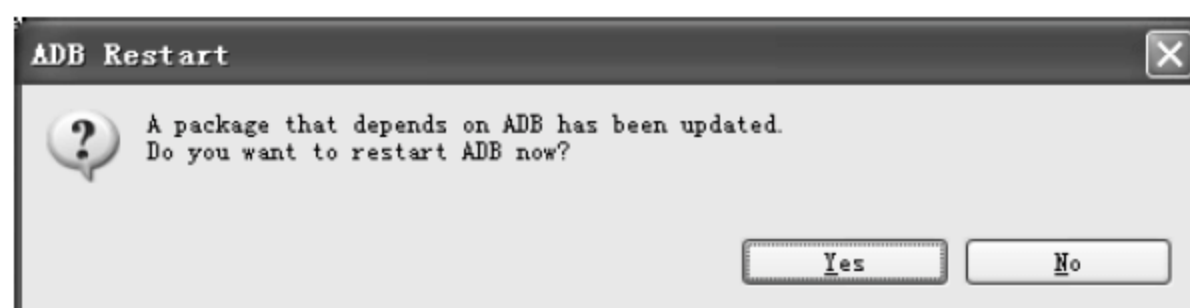 ADB Restart
A package that depends on ADB has been updated.
Do you want to restart ADB now?
Yes No